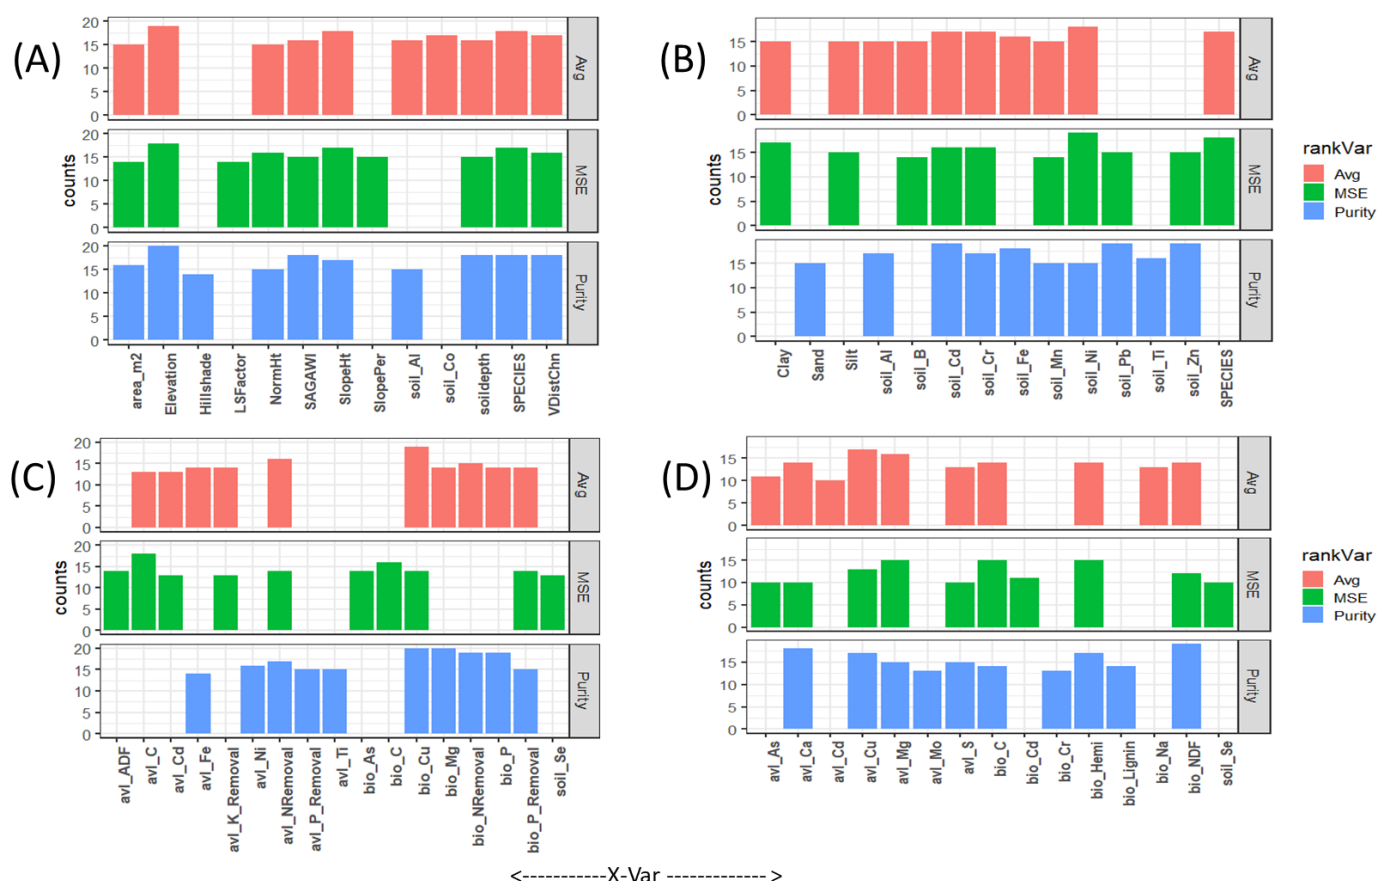 (A)
20
15
10
5
0
Avg
20
15
10
5
0
MSE
20
15
10
5
0
Purity
counts
area_m2
Elevation
Hillshade
LSFactor
NormHt
SAGAWI
SlopeHt
SlopePer
soil_Al
soil_Co
soildepth
SPECIES
VDistChn
(B)
15
10
5
0
Avg
15
10
5
0
MSE
15
10
5
0
Purity
counts
Clay
Sand
Silt
soil_Al
soil_B
soil_Cd
soil_Cr
soil_Fe
soil_Mn
soil_Ni
soil_Pb
soil_Ti
soil_Zn
SPECIES
rankVar
Avg
MSE
Purity
(C)
20
15
10
5
0
Avg
20
15
10
5
0
MSE
20
15
10
5
0
Purity
counts
avl_ADF
avl_C
avl_Cd
avl_Fe
avl_K_Removal
avl_Ni
avl_NRemoval
avl_P_Removal
avl_Ti
bio_As
bio_C
bio_Cu
bio_Mg
bio_NRemoval
bio_P
bio_P_Removal
soil_Se
(D)
15
10
5
0
Avg
15
10
5
0
MSE
15
10
5
0
Purity
counts
avl_As
avl_Ca
avl_Cd
avl_Cu
avl_Mg
avl_Mo
avl_S
bio_C
bio_Cd
bio_Cr
bio_Hemi
bio_Lignin
bio_Na
bio_NDF
soil_Se
rankVar
Avg
MSE
Purity
<-----------X-Var ------------->